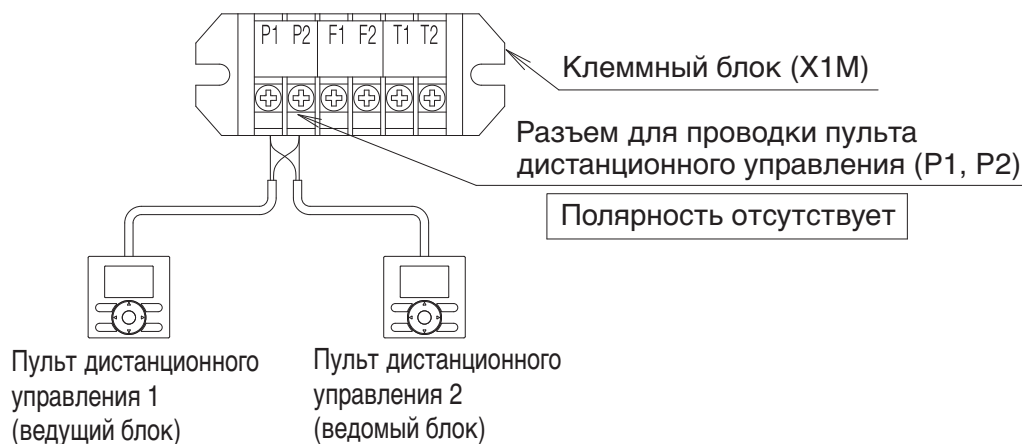 P1 P2 F1 F2 T1 T2
Клеммный блок (X1M)
Разъем для проводки пульта
дистанционного управления (P1, P2)
Полярность отсутствует
Пульт дистанционного
управления 1
(ведущий блок)
Пульт дистанционного
управления 2
(ведомый блок)